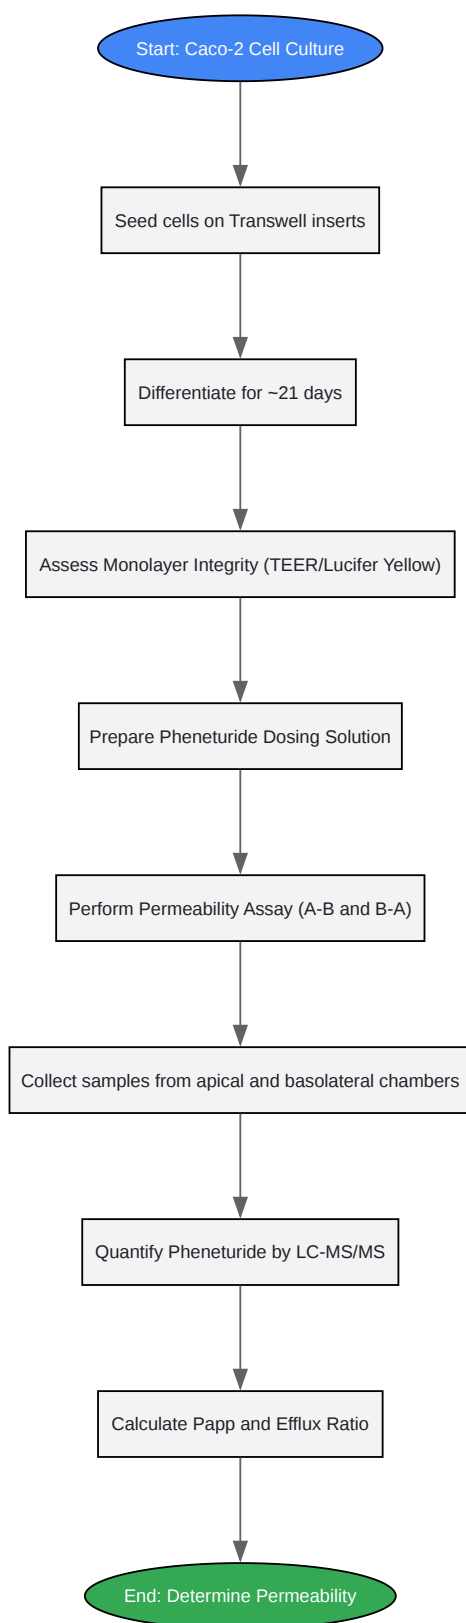 Start: Caco-2 Cell Culture
Seed cells on Transwell inserts
Differentiate for ~21 days
Assess Monolayer Integrity (TEER/Lucifer Yellow)
Prepare Pheneturide Dosing Solution
Perform Permeability Assay (A-B and B-A)
Collect samples from apical and basolateral chambers
Quantify Pheneturide by LC-MS/MS
Calculate Papp and Efflux Ratio
End: Determine Permeability